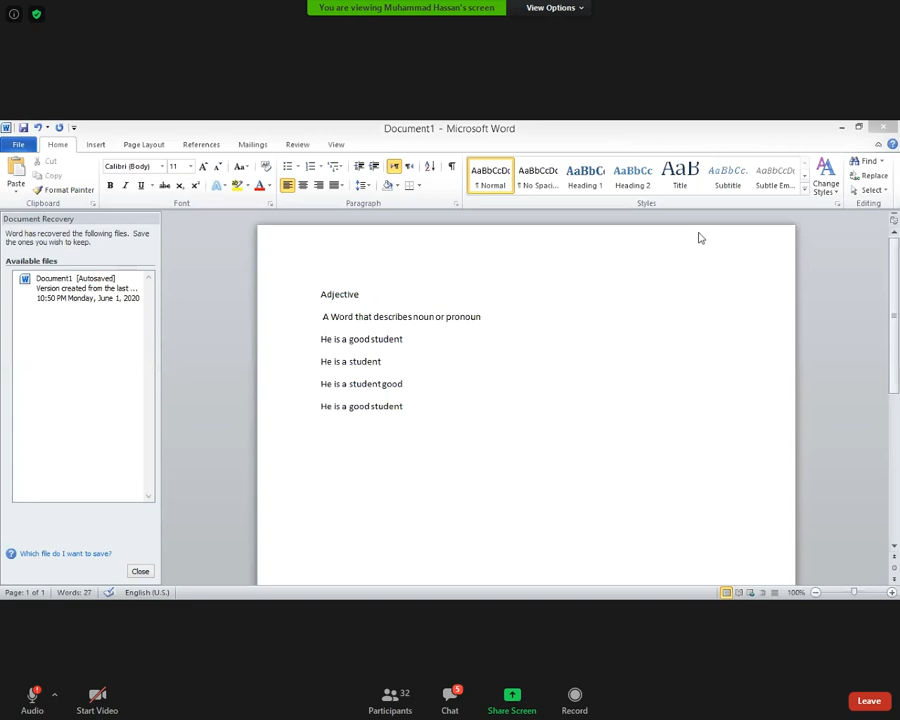 You are viewing Muhammad Hassan's screen
View Options
Document1 - Microsoft Word
File Home Insert Page Layout References Mailings Review View
Paste
Cut
Copy
Format Painter
Clipboard
Calibri (Body) 11
Font
Paragraph
AaBbCcDc AaBbCcDc AaBbC AaBbCc AaB AaBbCc. AaBbCcDc
¶ Normal ¶ No Spaci... Heading 1 Heading 2 Title Subtitle Subtle Em...
Change Styles
Styles
Find
Replace
Select
Editing
Document Recovery
Word has recovered the following files. Save
the ones you wish to keep.
Available files
Document1 [Autosaved]
Version created from the last ...
10:50 PM Monday, June 1, 2020
Which file do I want to save?
Close
Adjective
A Word that describes noun or pronoun
He is a good student
He is a student
He is a student good
He is a good student
Page: 1 of 1 Words: 27 English (U.S.) 100%
Audio Start Video Participants 32 Chat 5 Share Screen Record Leave